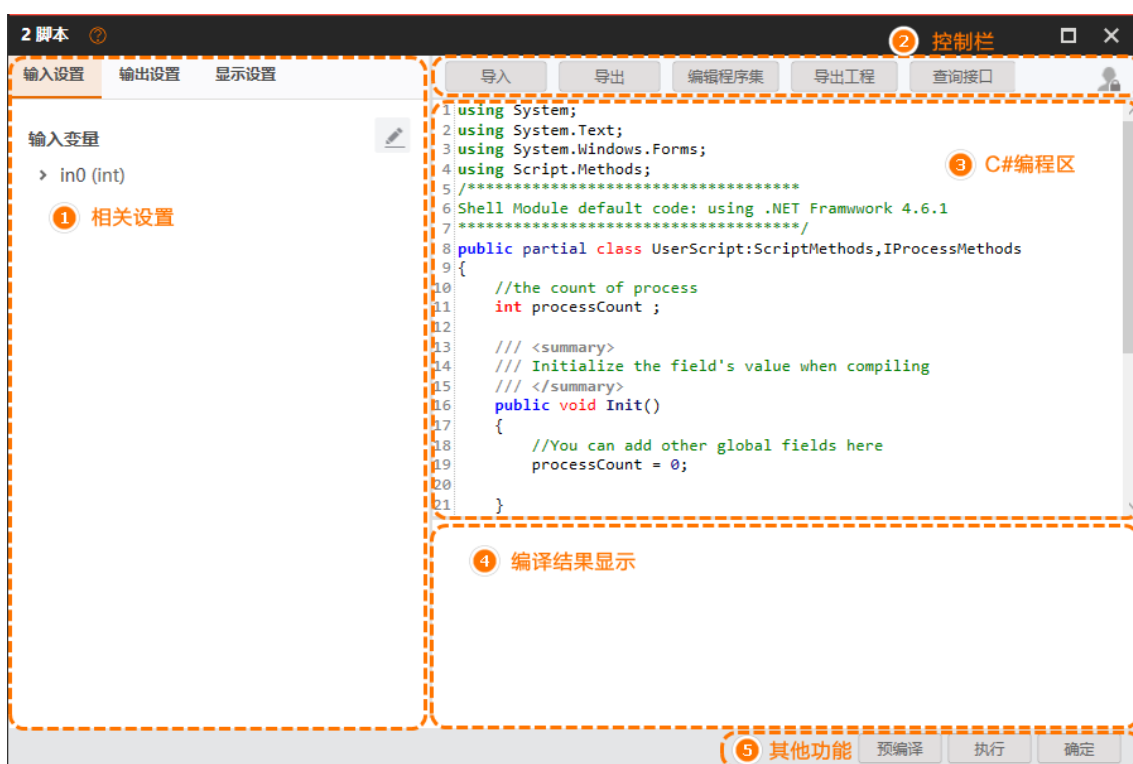 2 脚本
② 控制栏
输入设置 输出设置 显示设置
导入 导出 编辑程序集 导出工程 查询接口
输入变量
in0 (int)
① 相关设置
③ C#编程区
1 using System;
2 using System.Text;
3 using System.Windows.Forms;
4 using Script.Methods;
5 /************************************
6 Shell Module default code: using .NET Framwwork 4.6.1
7 ************************************/
8 public partial class UserScript:ScriptMethods,IProcessMethods
9 {
10 //the count of process
11 int processCount ;
12
13 /// <summary>
14 /// Initialize the field's value when compiling
15 /// </summary>
16 public void Init()
17 {
18 //You can add other global fields here
19 processCount = 0;
20
21 }
④ 编译结果显示
⑤ 其他功能 预编译 执行 确定